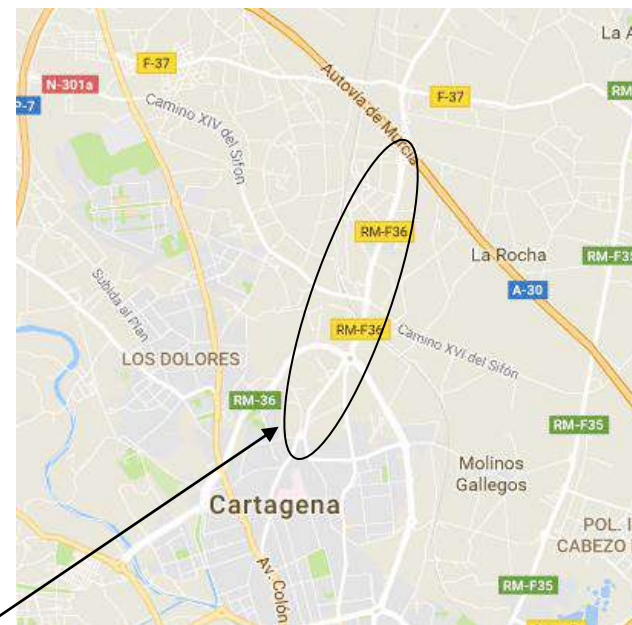 La A
F-37
Autovía de Murcia
N-301a
F-37
RM
P-7
Camino XIV del Sifón
RM-F36
La Rocha
RM-F35
Subida al Plan
A-30
RM-F36
Camino XVI del Sifón
LOS DOLORES
RM-36
RM-F35
Molinos
Gallegos
Cartagena
POL. I
CABEZO
Av. Colón
RM-F35